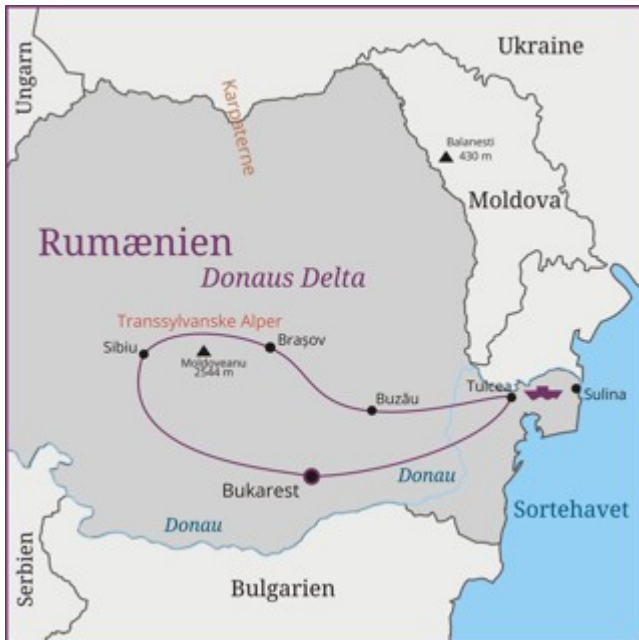 Ukraine
Ungarn
Karpaterne
Balanesti
430 m
Moldova
Rumænien
Donaus Delta
Transsylvanske Alper
Sibiu
Brașov
Moldoveanu
2544 m
Tulcea
Sulina
Buzău
Donau
Bukarest
Sortehavet
Donau
Serbien
Bulgarien